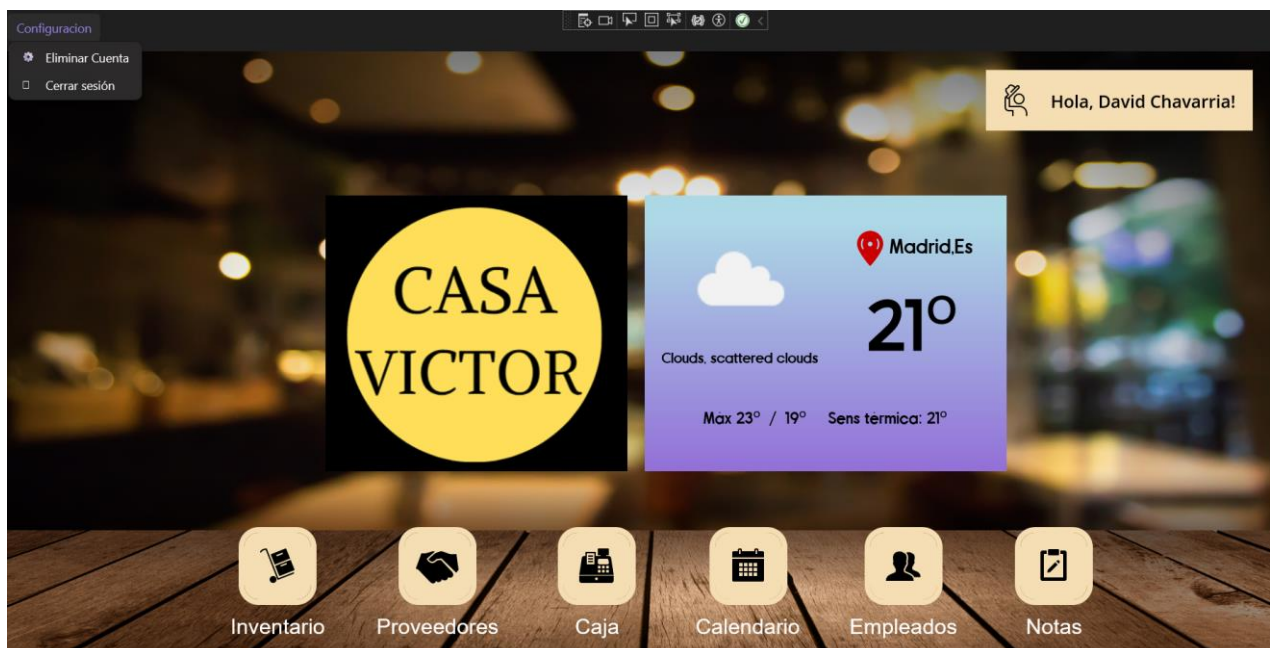 Configuracion
Eliminar Cuenta
Cerrar sesión
Hola, David Chavarria!
CASA
VICTOR
Madrid,Es
21º
Clouds, scattered clouds
Máx 23º / 19º Sens térmica: 21º
Inventario Proveedores Caja Calendario Empleados Notas